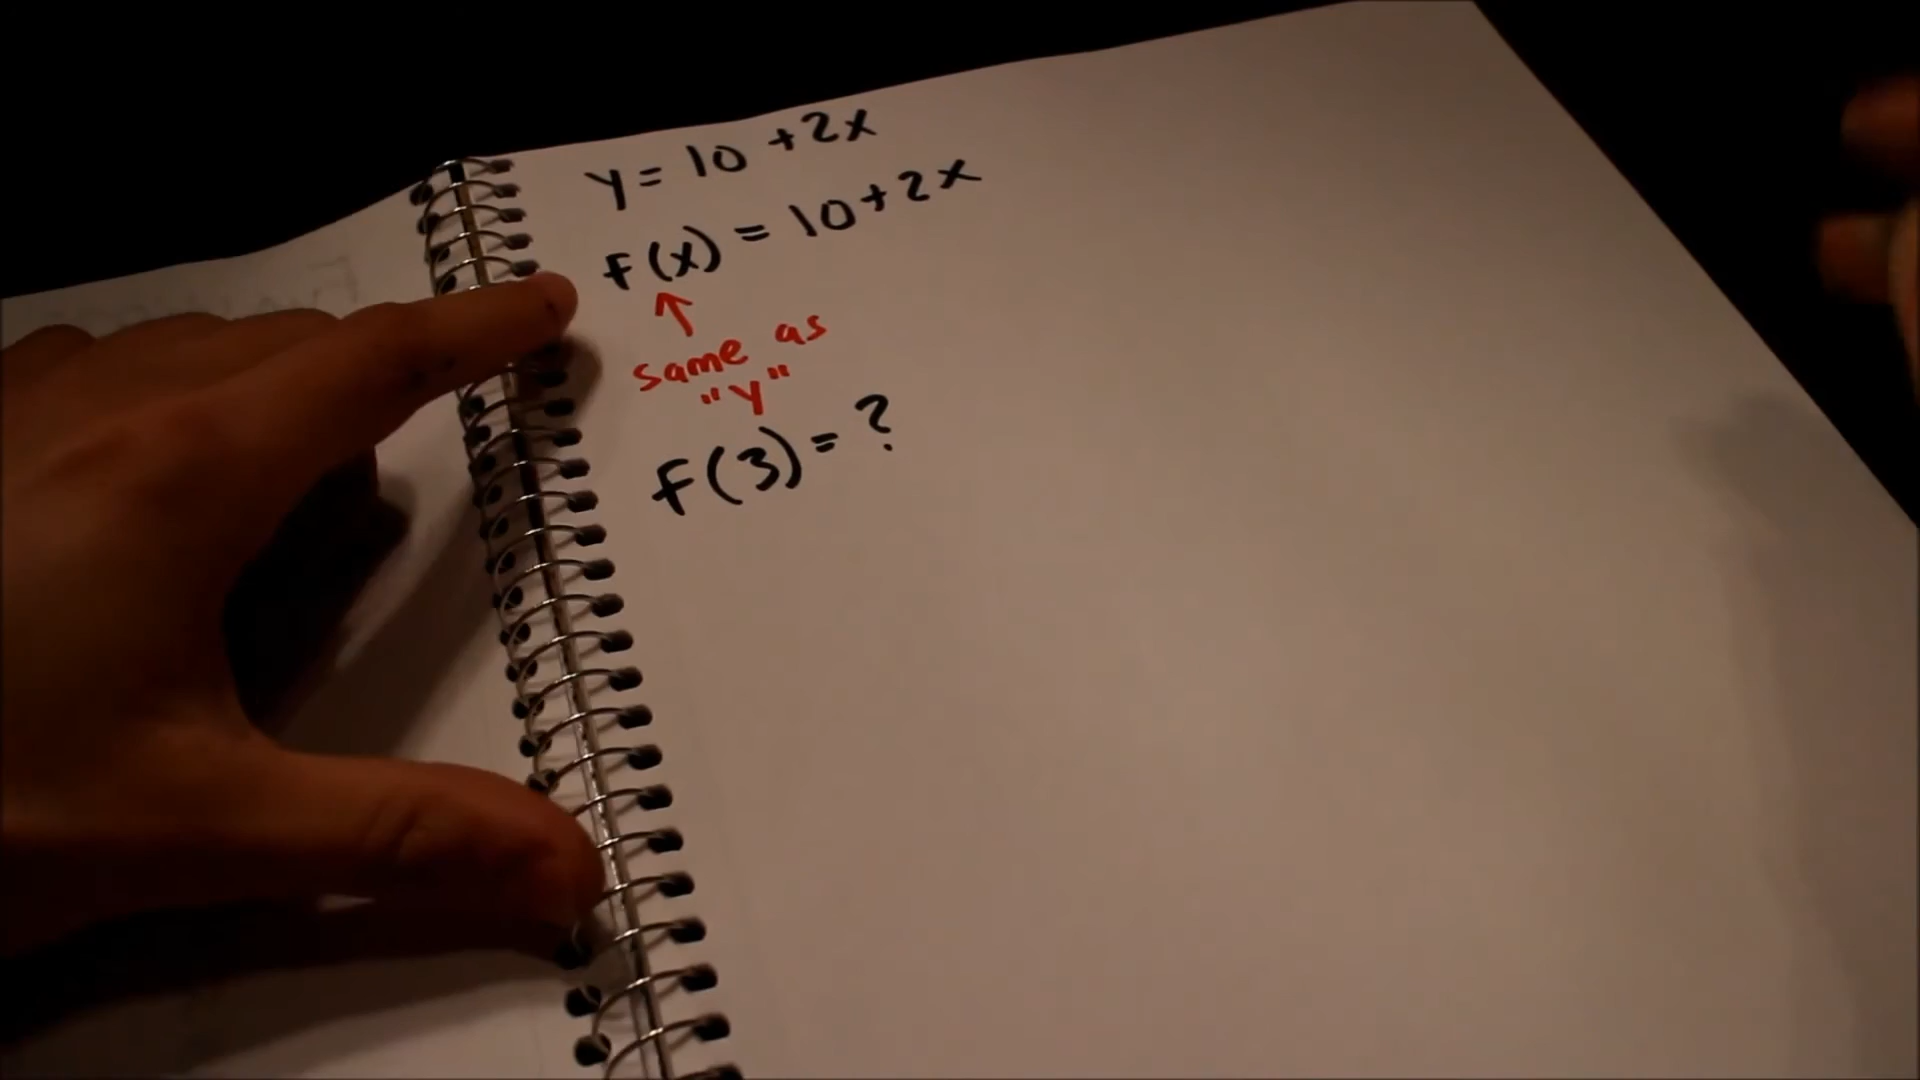 y = 10 + 2x
f(x) = 10 + 2x
same as
"y"
f(3) = ?